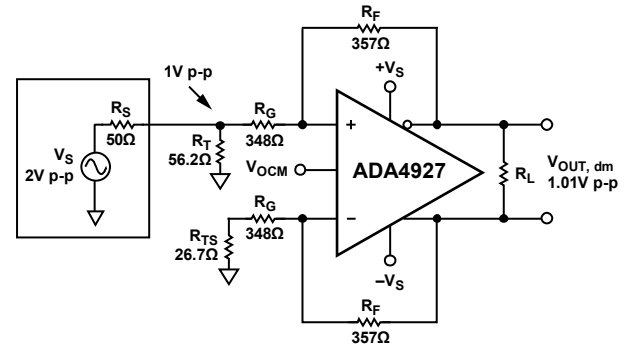 R_F
357Ω
1V p-p
+V_S
R_S
50Ω
R_G
348Ω
V_S
2V p-p
R_T
56.2Ω
+
V_OCM
ADA4927
R_L
V_OUT, dm
1.01V p-p
R_G
348Ω
–
R_TS
26.7Ω
–V_S
R_F
357Ω